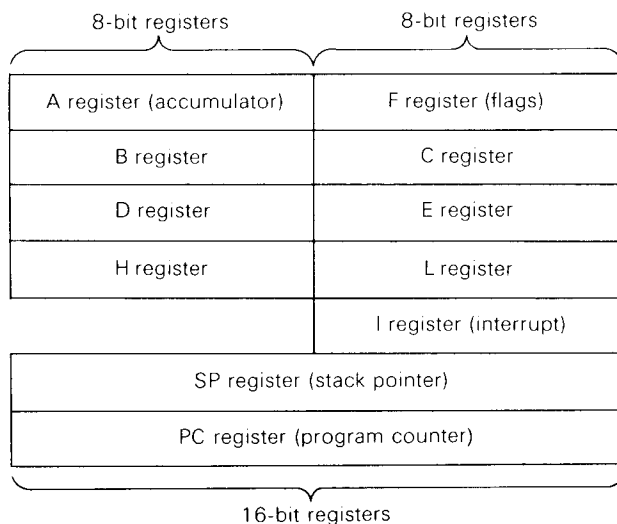 8-bit registers
8-bit registers
A register (accumulator)
F register (flags)
B register
C register
D register
E register
H register
L register
I register (interrupt)
SP register (stack pointer)
PC register (program counter)
16-bit registers